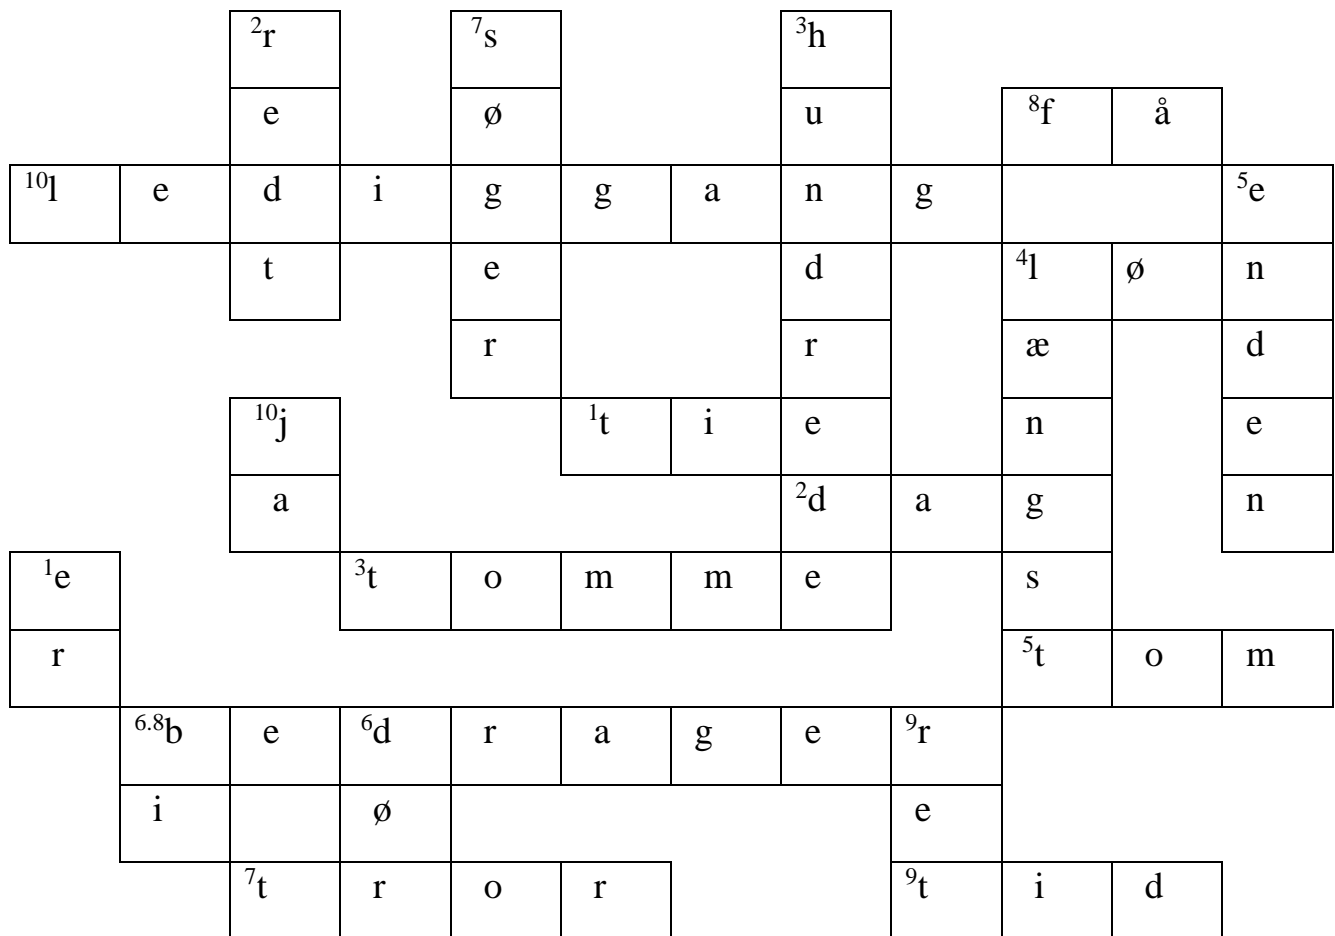 ²r ⁷s ³h
e ø u ⁸f å
¹⁰l e d i g g a n g ⁵e
t e d ⁴l ø n
r r æ d
¹⁰j ¹t i e n e
a ²d a g n
¹e ³t o m m e s
r ⁵t o m
⁶·⁸b e ⁶d r a g e ⁹r
i ø e
⁷t r o r ⁹t i d